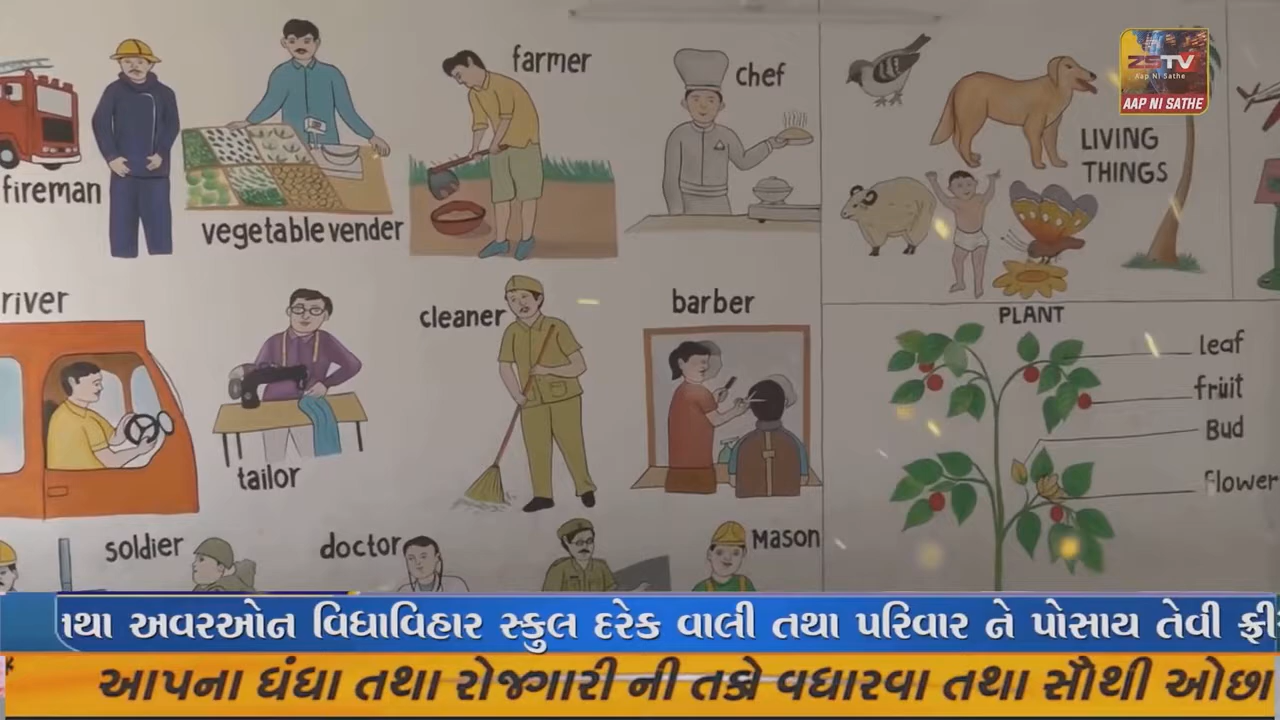 farmer
chef
ZSTV
Aap Ni Sathe
AAP NI SATHE
LIVING
THINGS
fireman
vegetable vender
river
cleaner
barber
PLANT
leaf
fruit
Bud
flower
tailor
soldier
doctor
MASON
તથા અવરઓન વિધાવિહાર સ્કુલ દરેક વાલી તથા પરિવાર ને પોસાય તેવી
આપના ધંધા તથા રોજગારી ની તકો વધારવા તથા સૌથી ઓછા